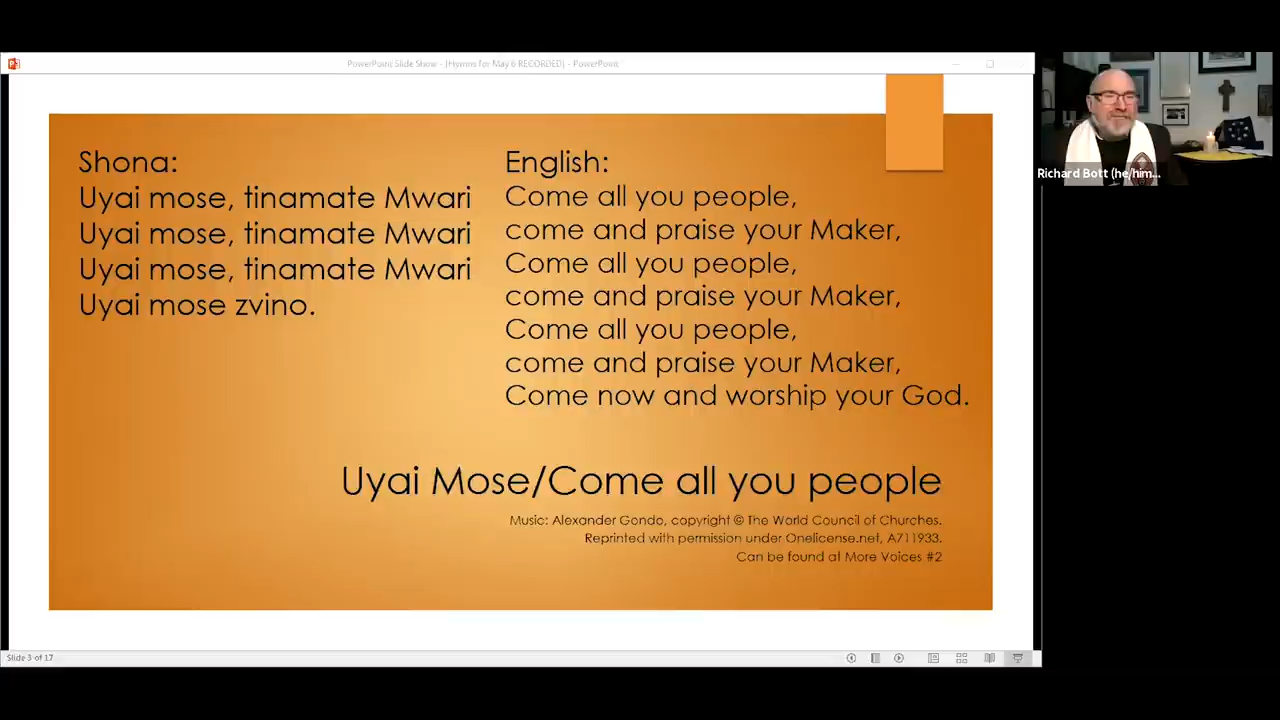 PowerPoint Slide Show - [Hymns for May 6 RECORDED] - PowerPoint
Shona:
Uyai mose, tinamate Mwari
Uyai mose, tinamate Mwari
Uyai mose, tinamate Mwari
Uyai mose zvino.
English:
Come all you people,
come and praise your Maker,
Come all you people,
come and praise your Maker,
Come all you people,
come and praise your Maker,
Come now and worship your God.
Uyai Mose/Come all you people
Music: Alexander Gondo, copyright © The World Council of Churches.
Reprinted with permission under Onelicense.net, A711933.
Can be found at More Voices #2
Richard Bott (he/him...
Slide 3 of 17